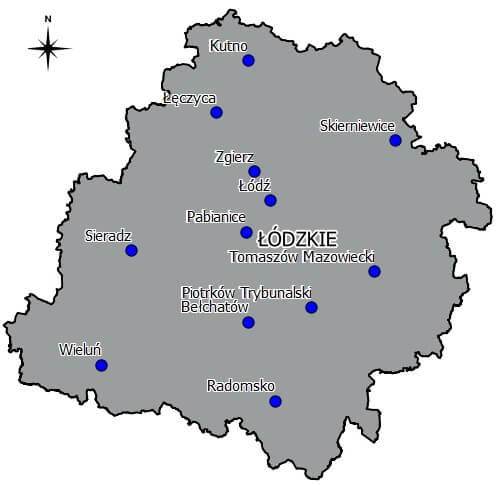 N
Kutno
Łęczyca
Skierniewice
Zgierz
Łódź
Pabianice
ŁÓDZKIE
Sieradz
Tomaszów Mazowiecki
Piotrków Trybunalski
Bełchatów
Wieluń
Radomsko